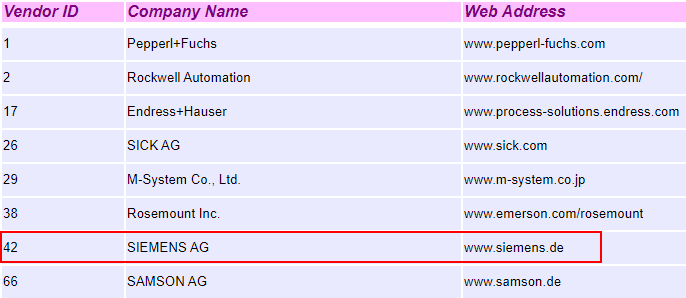 Vendor ID Company Name Web Address
1 Pepperl+Fuchs www.pepperl-fuchs.com
2 Rockwell Automation www.rockwellautomation.com/
17 Endress+Hauser www.process-solutions.endress.com
26 SICK AG www.sick.com
29 M-System Co., Ltd. www.m-system.co.jp
38 Rosemount Inc. www.emerson.com/rosemount
42 SIEMENS AG www.siemens.de
66 SAMSON AG www.samson.de